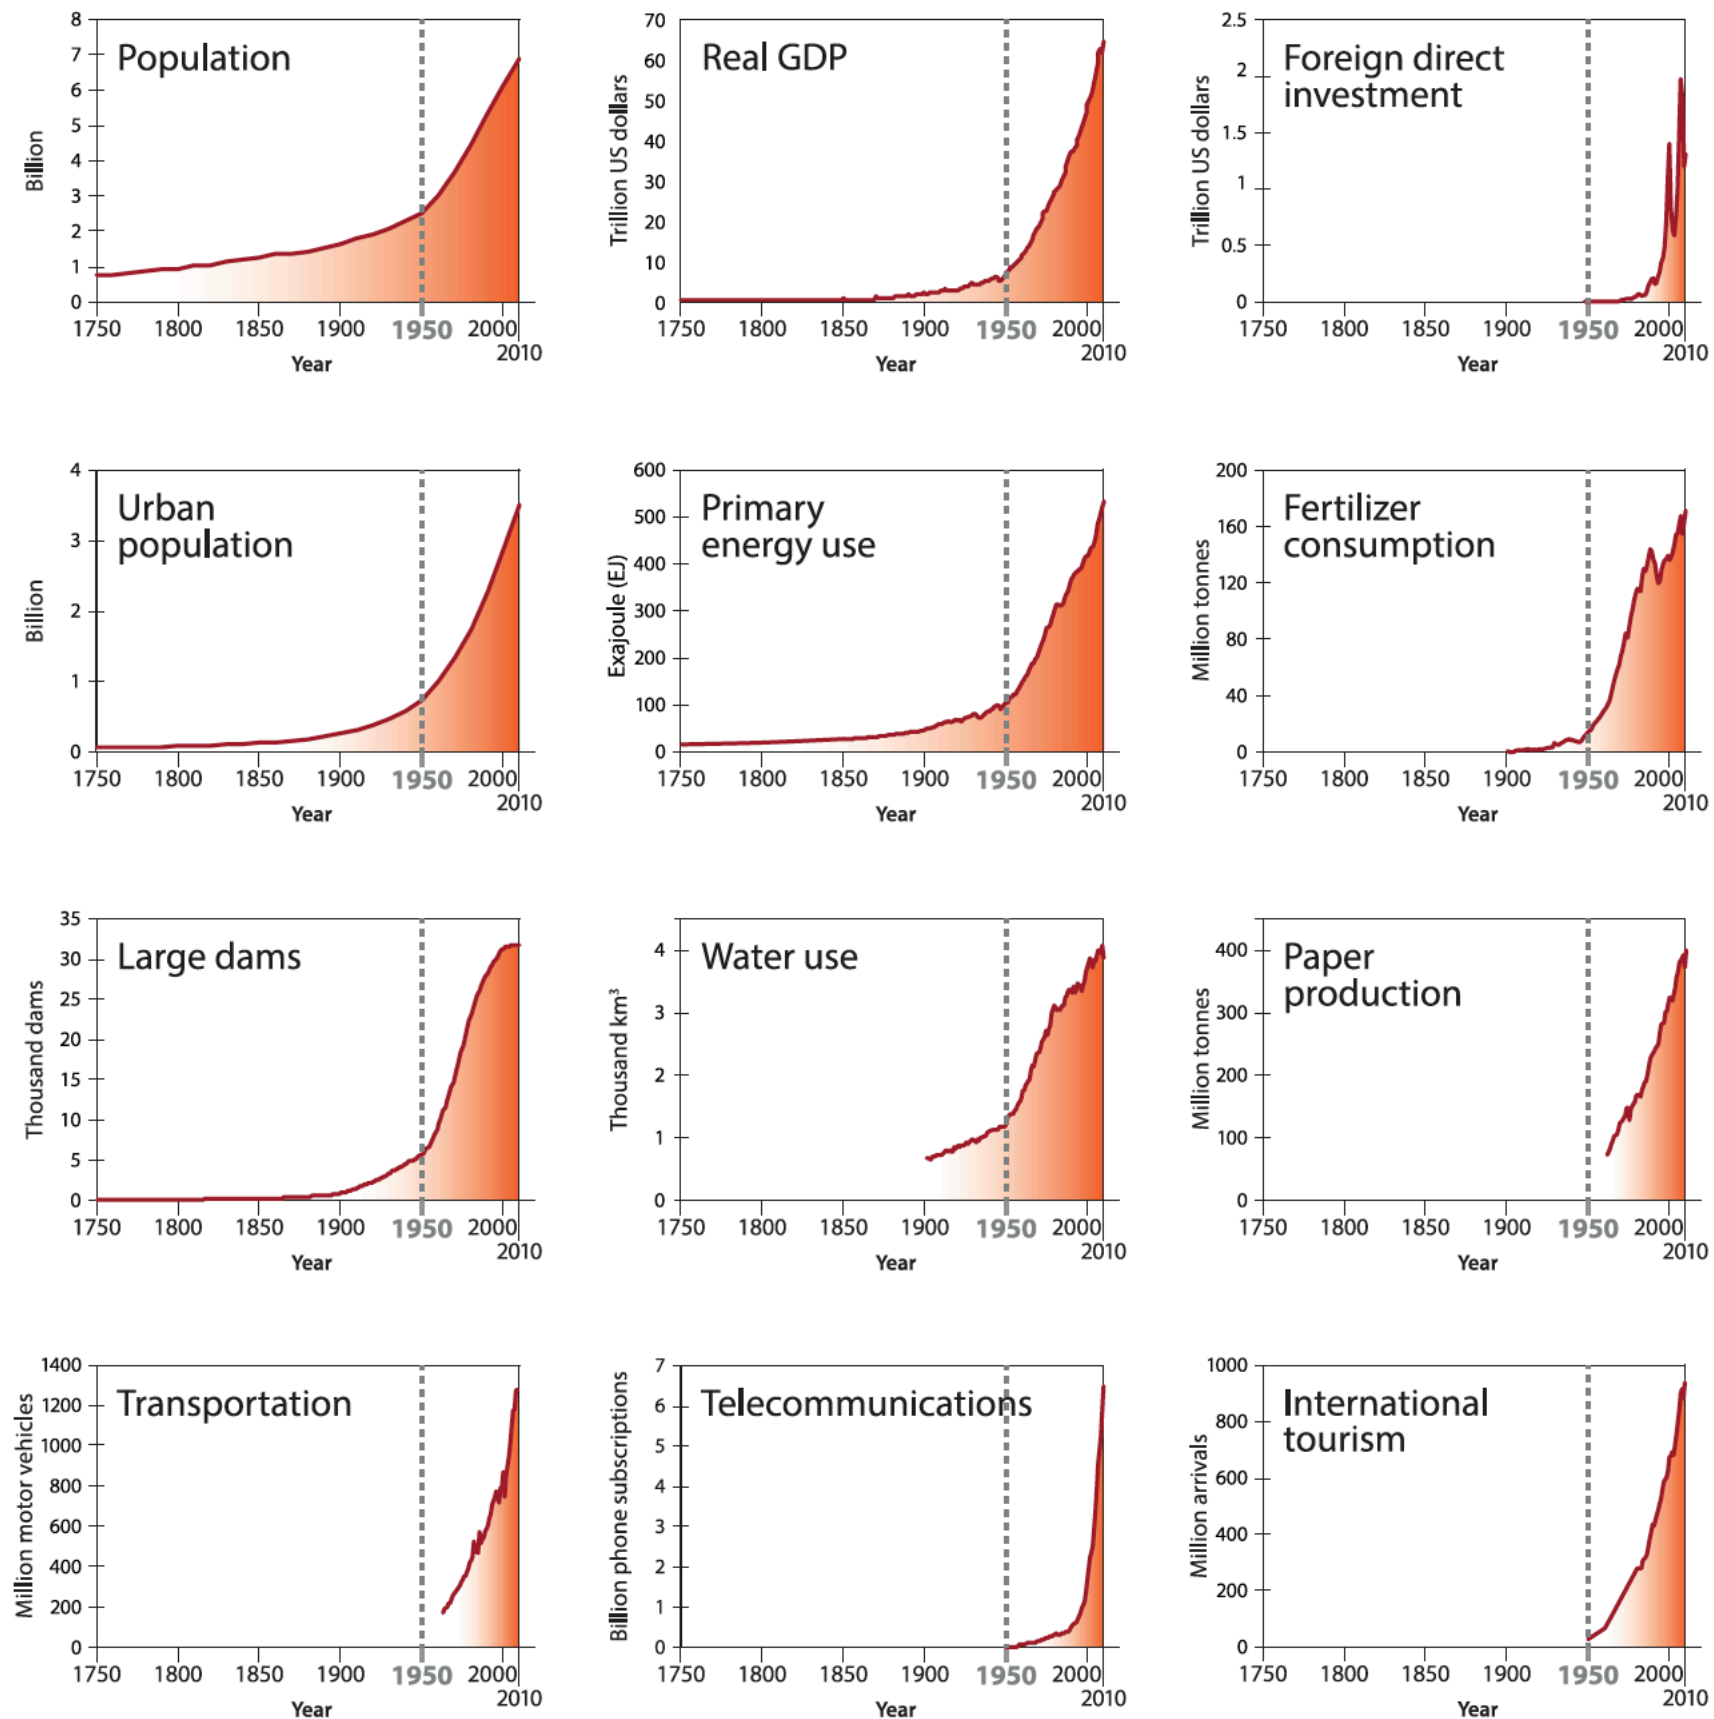 Population
Billion
8
7
6
5
4
3
2
1
0
1750 1800 1850 1900 1950 2000
2010
Year
Real GDP
Trillion US dollars
70
60
50
40
30
20
10
0
1750 1800 1850 1900 1950 2000
2010
Year
Foreign direct
investment
Trillion US dollars
2.5
2
1.5
1
0.5
0
1750 1800 1850 1900 1950 2000
2010
Year
Urban
population
Billion
4
3
2
1
0
1750 1800 1850 1900 1950 2000
2010
Year
Primary
energy use
Exajoule (EJ)
600
500
400
300
200
100
0
1750 1800 1850 1900 1950 2000
2010
Year
Fertilizer
consumption
Million tonnes
200
160
120
80
40
0
1750 1800 1850 1900 1950 2000
2010
Year
Large dams
Thousand dams
35
30
25
20
15
10
5
0
1750 1800 1850 1900 1950 2000
2010
Year
Water use
Thousand km³
4
3
2
1
0
1750 1800 1850 1900 1950 2000
2010
Year
Paper
production
Million tonnes
400
300
200
100
0
1750 1800 1850 1900 1950 2000
2010
Year
Transportation
Million motor vehicles
1400
1200
1000
800
600
400
200
0
1750 1800 1850 1900 1950 2000
2010
Year
Telecommunications
Billion phone subscriptions
7
6
5
4
3
2
1
0
1750 1800 1850 1900 1950 2000
2010
Year
International
tourism
Million arrivals
1000
800
600
400
200
0
1750 1800 1850 1900 1950 2000
2010
Year